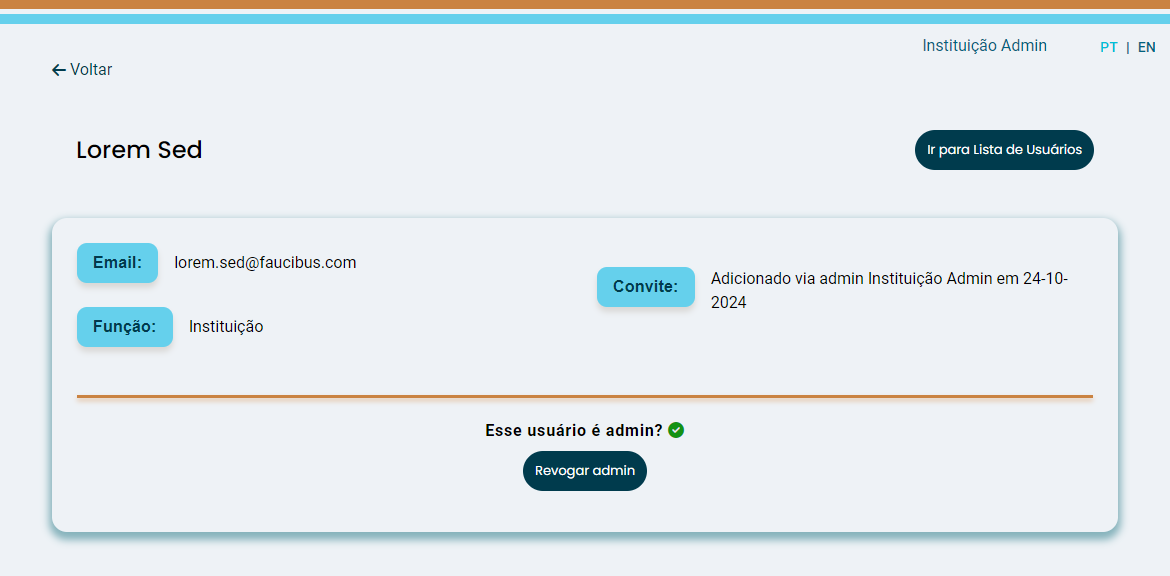 Instituição Admin
PT | EN
Voltar
Lorem Sed
Ir para Lista de Usuários
Email:
lorem.sed@faucibus.com
Função:
Instituição
Convite:
Adicionado via admin Instituição Admin em 24-10-
2024
Esse usuário é admin?
Revogar admin